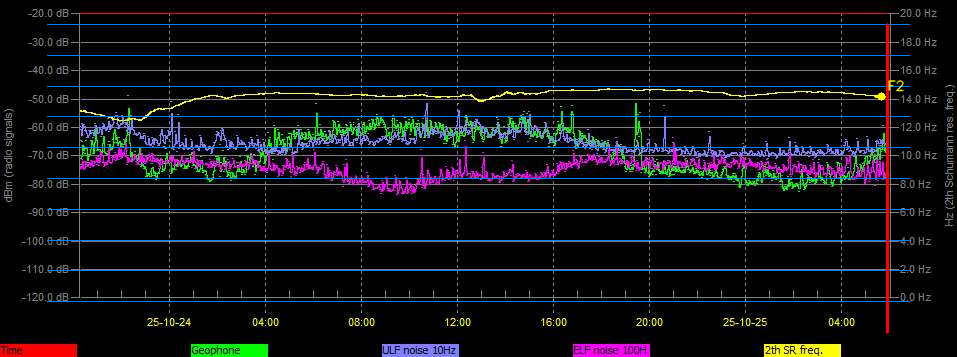 -20.0 dB 20.0 Hz
-30.0 dB 18.0 Hz
-40.0 dB 16.0 Hz
-50.0 dB 14.0 Hz
-60.0 dB 12.0 Hz
-70.0 dB 10.0 Hz
-80.0 dB 8.0 Hz
-90.0 dB 6.0 Hz
-100.0 dB 4.0 Hz
-110.0 dB 2.0 Hz
-120.0 dB 0.0 Hz
F2
dBm (radio signals)
Hz (2th Schumann res. freq.)
25-10-24 04:00 08:00 12:00 16:00 20:00 25-10-25 04:00
Time Geophone ULF noise 10Hz ELF noise 100H 2th SR freq.